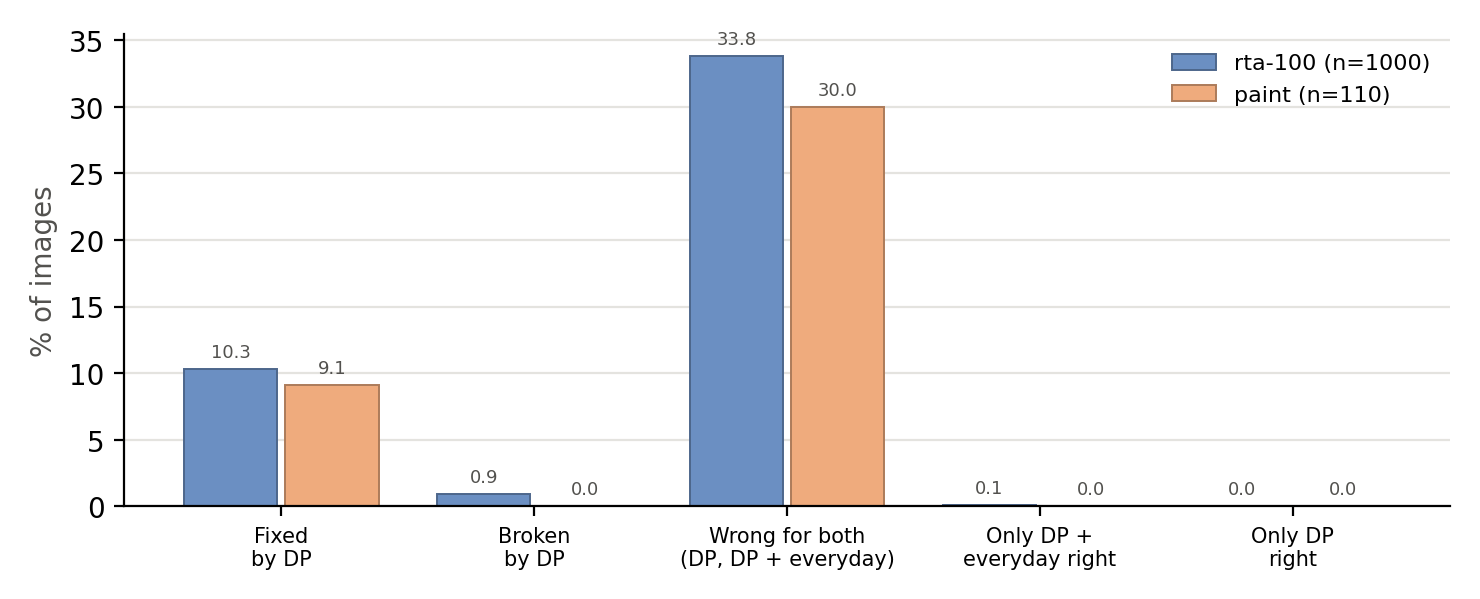 % of images
35
30
25
20
15
10
5
0
33.8
30.0
10.3
9.1
0.9
0.0
0.1
0.0
0.0
0.0
rta-100 (n=1000)
paint (n=110)
Fixed
by DP
Broken
by DP
Wrong for both
(DP, DP + everyday)
Only DP +
everyday right
Only DP
right